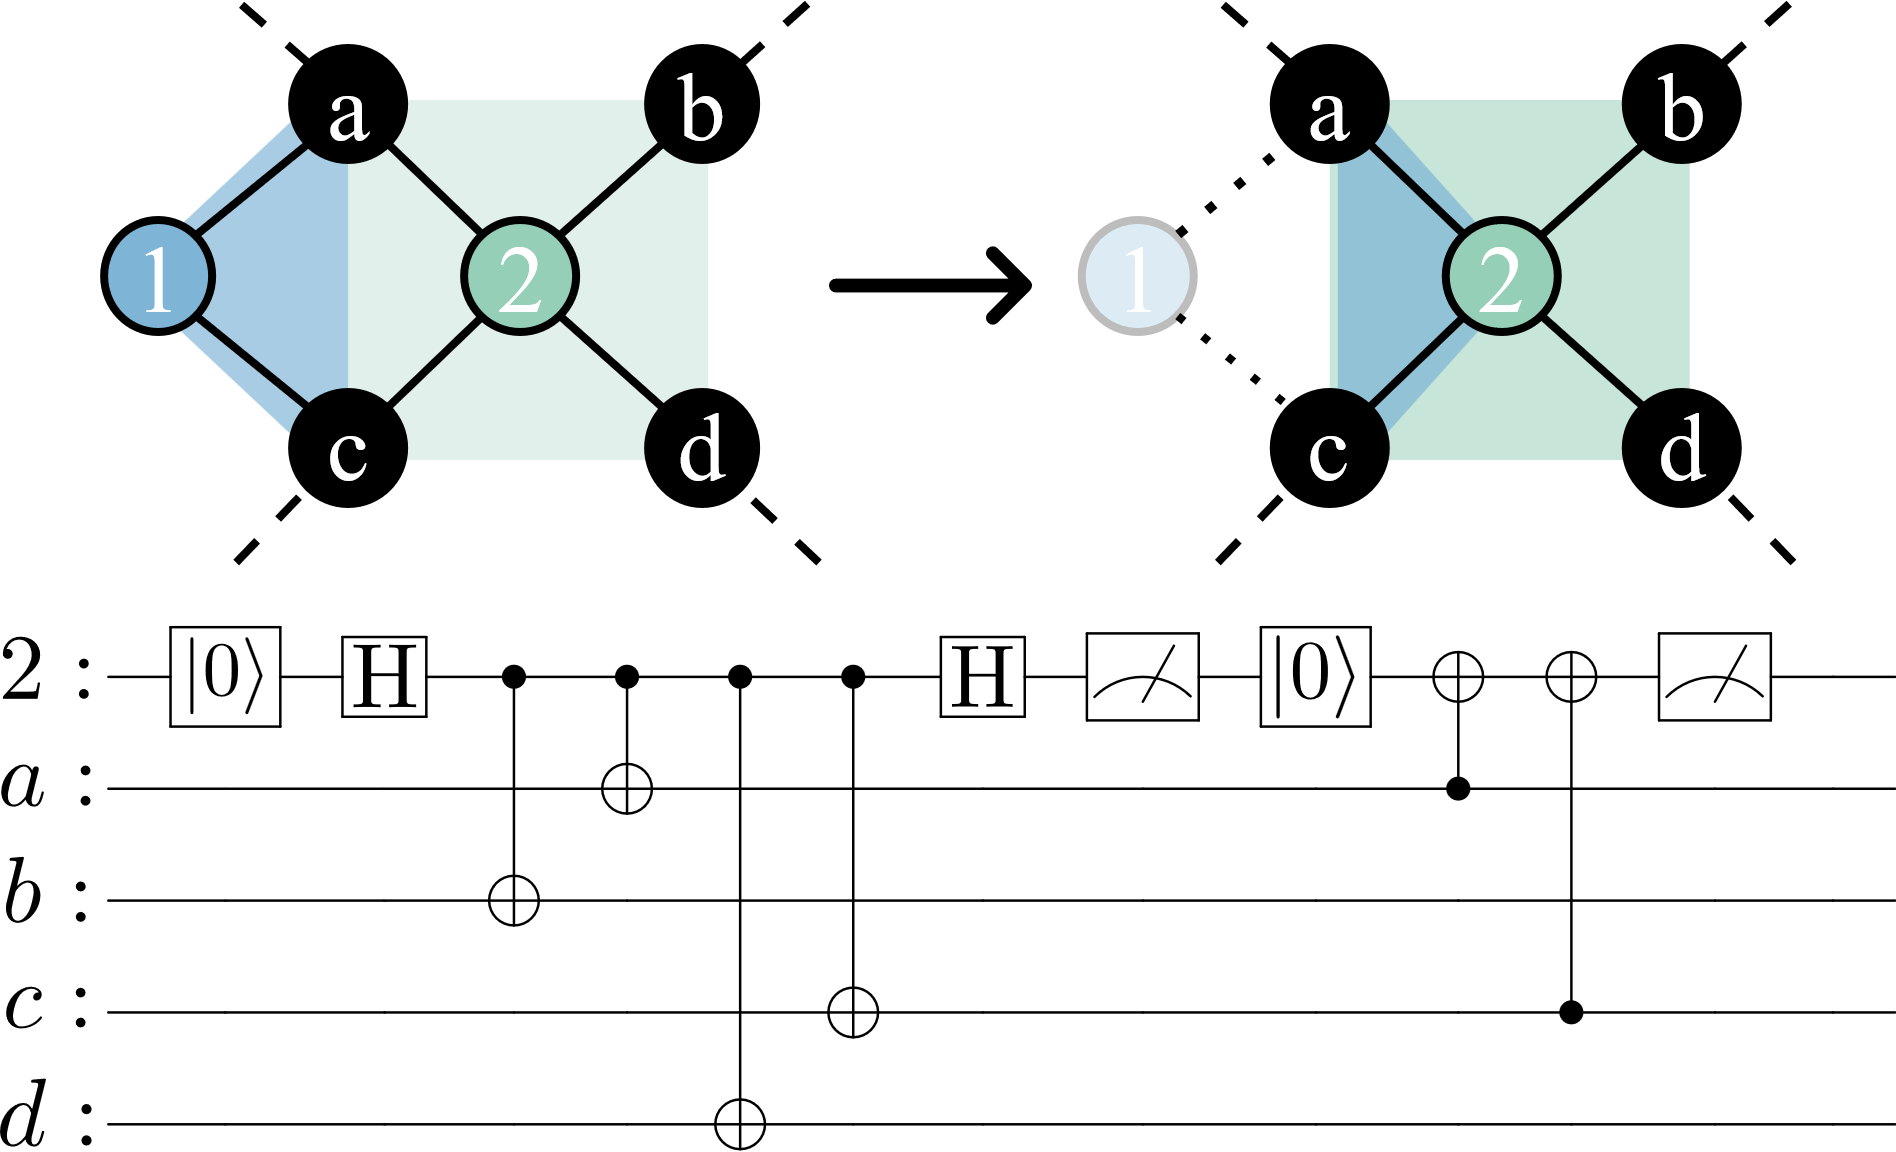 a b a b
1 2 1 2
c d c d
2 : |0⟩ H H |0⟩
a :
b :
c :
d :